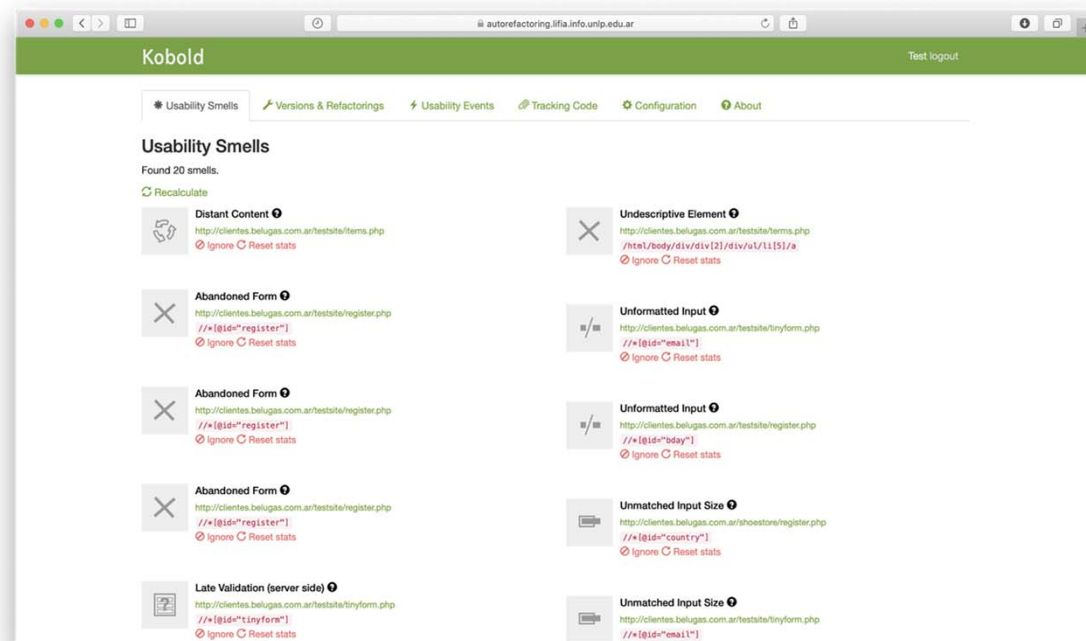 autorefactoring.lifia.info.unlp.edu.ar
Kobold
Test logout
Usability Smells
Versions & Refactorings
Usability Events
Tracking Code
Configuration
About
Usability Smells
Found 20 smells.
Recalculate
Distant Content
http://clientes.belugas.com.ar/testsite/items.php
Ignore Reset stats
Abandoned Form
http://clientes.belugas.com.ar/testsite/register.php
//*[@id="register"]
Ignore Reset stats
Abandoned Form
http://clientes.belugas.com.ar/testsite/register.php
//*[@id="register"]
Ignore Reset stats
Abandoned Form
http://clientes.belugas.com.ar/testsite/register.php
//*[@id="register"]
Ignore Reset stats
Late Validation (server side)
http://clientes.belugas.com.ar/testsite/tinyform.php
//*[@id="tinyform"]
Ignore Reset stats
Undescriptive Element
http://clientes.belugas.com.ar/testsite/terms.php
/html/body/div/div[2]/div/ul/li[5]/a
Ignore Reset stats
Unformatted Input
http://clientes.belugas.com.ar/testsite/tinyform.php
//*[@id="email"]
Ignore Reset stats
Unformatted Input
http://clientes.belugas.com.ar/testsite/register.php
//*[@id="bday"]
Ignore Reset stats
Unmatched Input Size
http://clientes.belugas.com.ar/shoestore/register.php
//*[@id="country"]
Ignore Reset stats
Unmatched Input Size
http://clientes.belugas.com.ar/testsite/tinyform.php
//*[@id="email"]